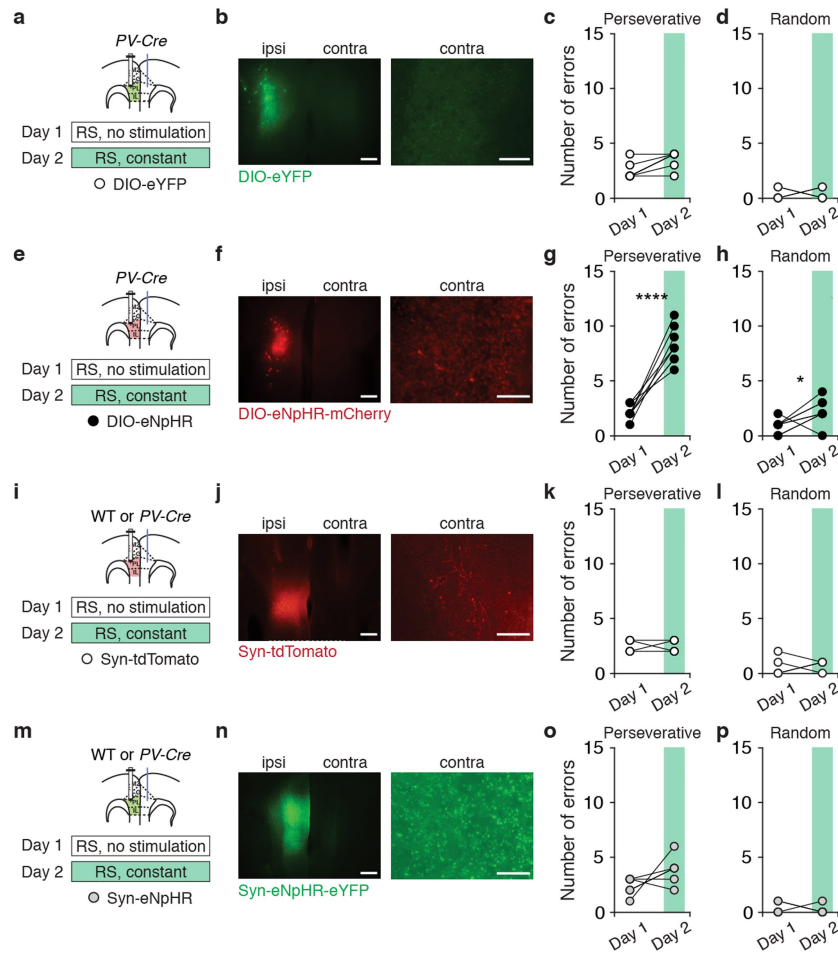 a
PV-Cre
Day 1 RS, no stimulation
Day 2 RS, constant
DIO-eYFP
b
ipsi contra contra
DIO-eYFP
c
Perseverative
Number of errors
15
10
5
0
Day 1 Day 2
d
Random
15
10
5
0
Day 1 Day 2
e
PV-Cre
Day 1 RS, no stimulation
Day 2 RS, constant
DIO-eNpHR
f
ipsi contra contra
DIO-eNpHR-mCherry
g
Perseverative
Number of errors
15
10
5
0
****
Day 1 Day 2
h
Random
15
10
5
0
*
Day 1 Day 2
i
WT or PV-Cre
Day 1 RS, no stimulation
Day 2 RS, constant
Syn-tdTomato
j
ipsi contra contra
Syn-tdTomato
k
Perseverative
Number of errors
15
10
5
0
Day 1 Day 2
l
Random
15
10
5
0
Day 1 Day 2
m
WT or PV-Cre
Day 1 RS, no stimulation
Day 2 RS, constant
Syn-eNpHR
n
ipsi contra contra
Syn-eNpHR-eYFP
o
Perseverative
Number of errors
15
10
5
0
Day 1 Day 2
p
Random
15
10
5
0
Day 1 Day 2